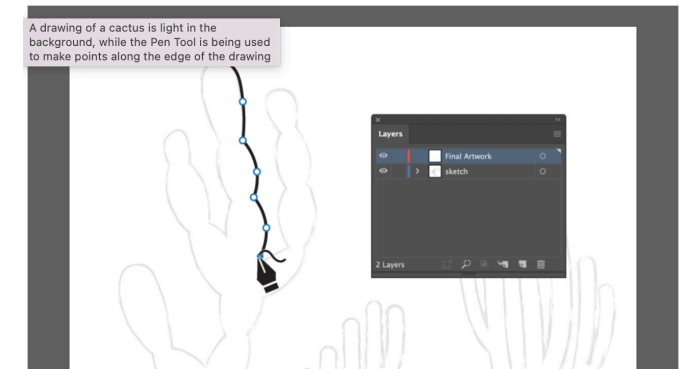 A drawing of a cactus is light in the
background, while the Pen Tool is being used
to make points along the edge of the drawing
Layers
Final Artwork
sketch
2 Layers